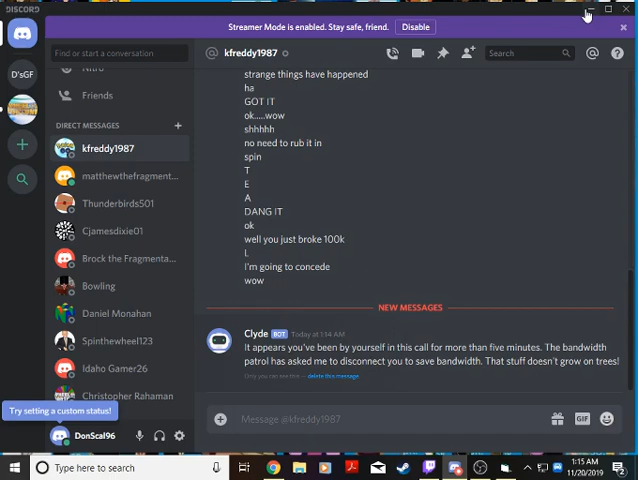 DISCORD
Streamer Mode is enabled. Stay safe, friend. Disable
Find or start a conversation
@ kfreddy1987
Search
D'sGF
Nitro
Friends
DIRECT MESSAGES
kfreddy1987
matthewthefragment...
Thunderbirds501
Cjamesdixie01
Brock the Fragmenta...
Bowling
Daniel Monahan
Spinthewheel123
Idaho Gamer26
Christopher Rahaman
Try setting a custom status!
DonScal96
strange things have happened
ha
GOT IT
ok.....wow
shhhhh
no need to rub it in
spin
T
E
A
DANG IT
ok
well you just broke 100k
L
I'm going to concede
wow
NEW MESSAGES
Clyde BOT Today at 1:14 AM
It appears you've been by yourself in this call for more than five minutes. The bandwidth
patrol has asked me to disconnect you to save bandwidth. That stuff doesn't grow on trees!
Only you can see this — delete this message.
Message @kfreddy1987
GIF
Type here to search
1:15 AM
11/20/2019
2